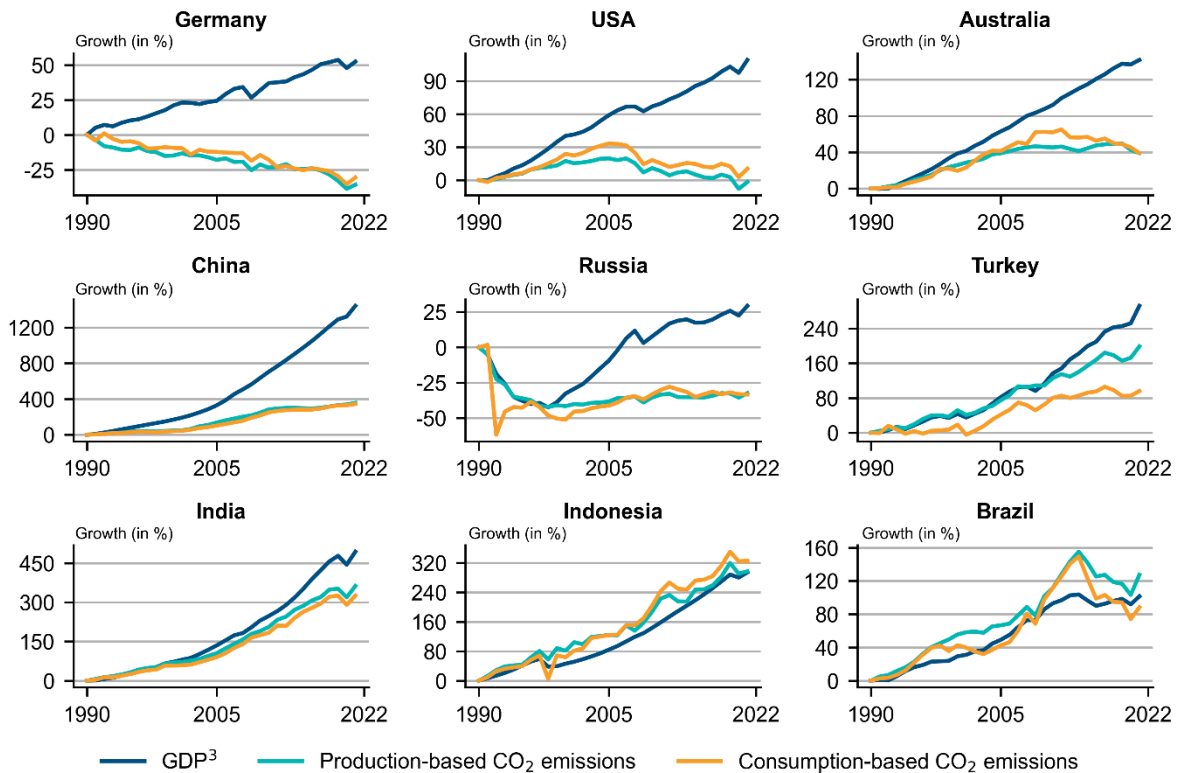 Germany
Growth (in %)
50
25
0
-25
1990 2005 2022
USA
Growth (in %)
90
60
30
0
1990 2005 2022
Australia
Growth (in %)
120
80
40
0
1990 2005 2022
China
Growth (in %)
1200
800
400
0
1990 2005 2022
Russia
Growth (in %)
25
0
-25
-50
1990 2005 2022
Turkey
Growth (in %)
240
160
80
0
1990 2005 2022
India
Growth (in %)
450
300
150
0
1990 2005 2022
Indonesia
Growth (in %)
320
240
160
80
0
1990 2005 2022
Brazil
Growth (in %)
160
120
80
40
0
1990 2005 2022
GDP³ Production-based CO₂ emissions Consumption-based CO₂ emissions